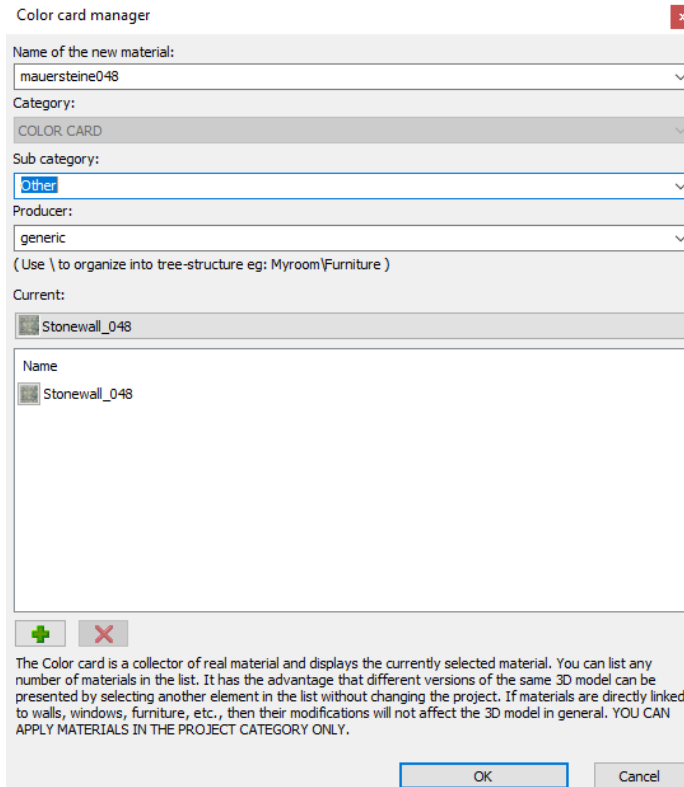 Color card manager
Name of the new material:
mauersteine048
Category:
COLOR CARD
Sub category:
Other
Producer:
generic
( Use \ to organize into tree-structure eg: Myroom\Furniture )
Current:
Stonewall_048
Name
Stonewall_048
The Color card is a collector of real material and displays the currently selected material. You can list any
number of materials in the list. It has the advantage that different versions of the same 3D model can be
presented by selecting another element in the list without changing the project. If materials are directly linked
to walls, windows, furniture, etc., then their modifications will not affect the 3D model in general. YOU CAN
APPLY MATERIALS IN THE PROJECT CATEGORY ONLY.
OK
Cancel